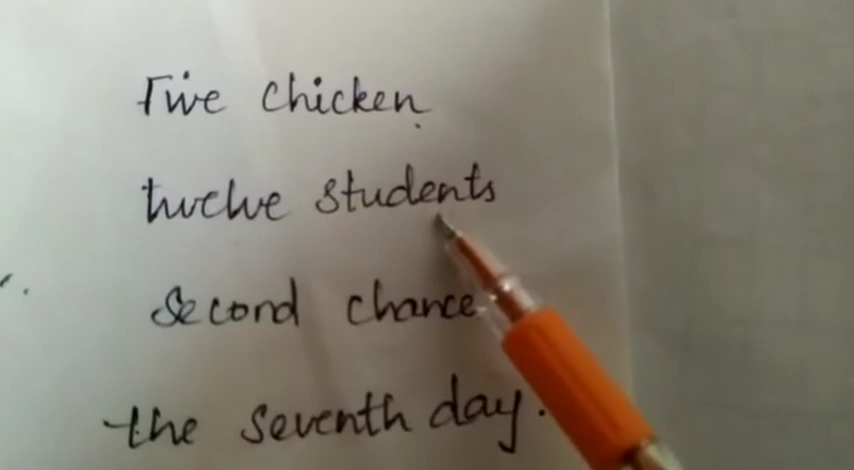 Five chicken.
twelve students
Second chance
the seventh day.